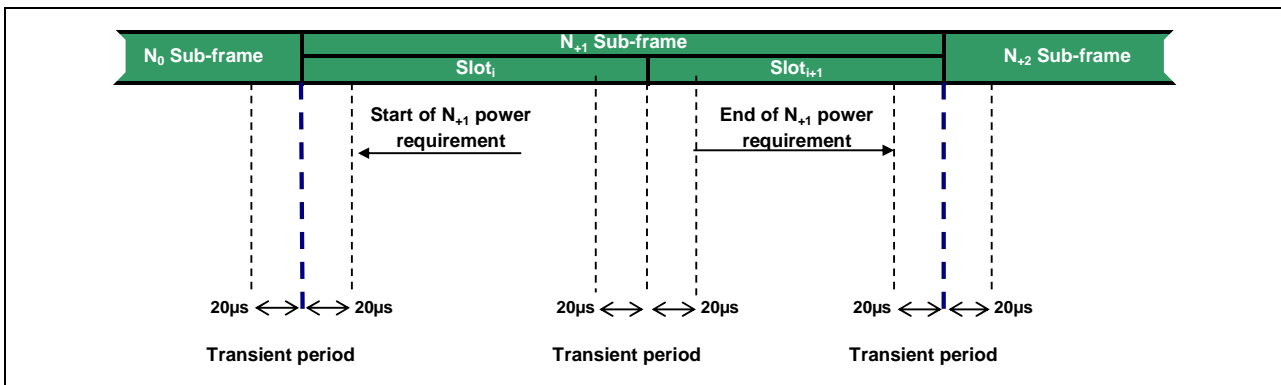 N+1 Sub-frame
N0 Sub-frame
N+2 Sub-frame
Sloti
Sloti+1
Start of N+1 power
requirement
End of N+1 power
requirement
20µs
20µs
20µs
20µs
20µs
20µs
Transient period
Transient period
Transient period